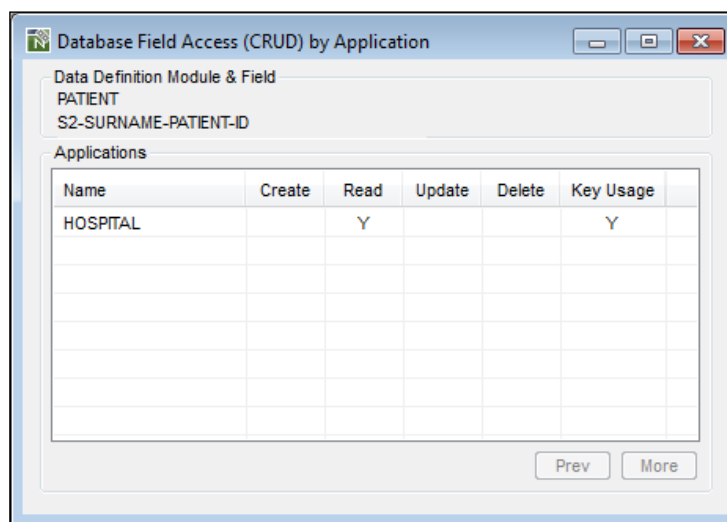 Database Field Access (CRUD) by Application
Data Definition Module & Field
PATIENT
S2-SURNAME-PATIENT-ID
Applications
Name Create Read Update Delete Key Usage
HOSPITAL Y Y
Prev More